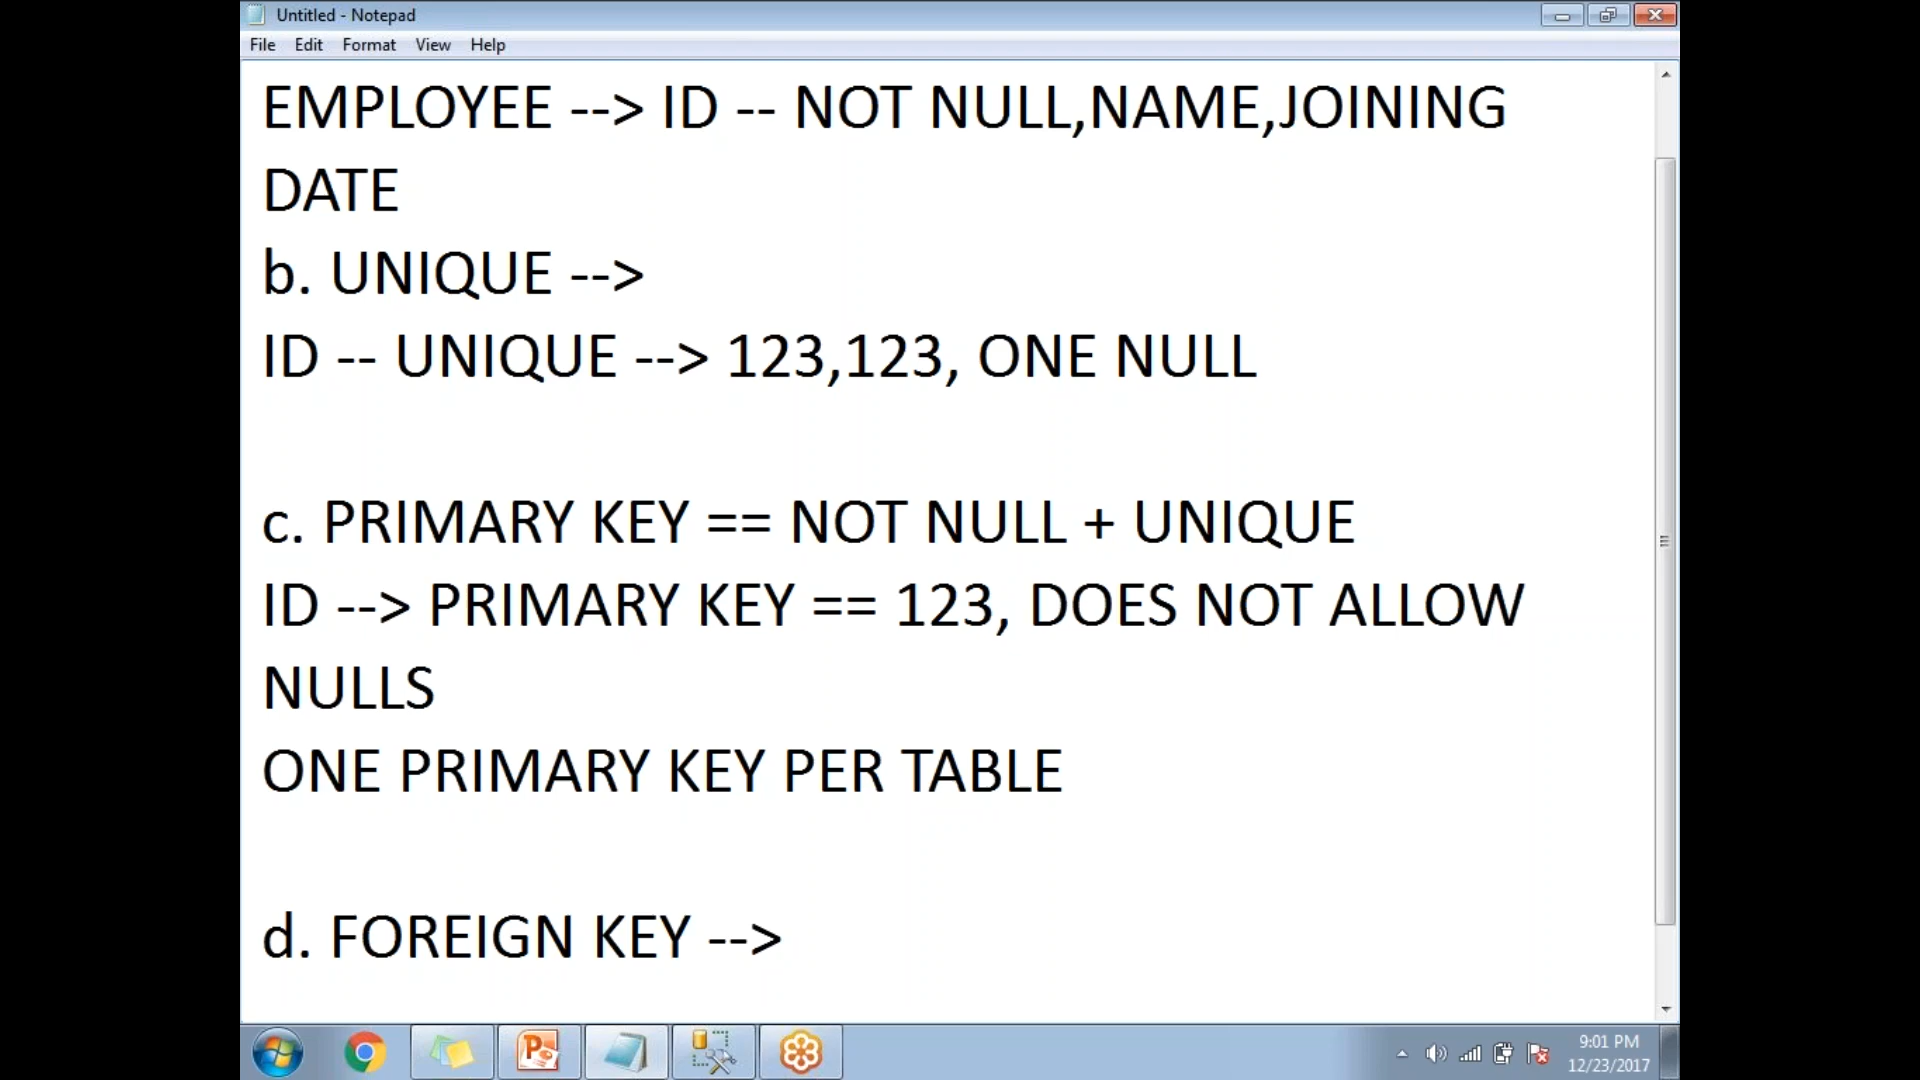 Untitled - Notepad
File Edit Format View Help
EMPLOYEE --> ID -- NOT NULL,NAME,JOINING
DATE
b. UNIQUE -->
ID -- UNIQUE --> 123,123, ONE NULL
c. PRIMARY KEY == NOT NULL + UNIQUE
ID --> PRIMARY KEY == 123, DOES NOT ALLOW
NULLS
ONE PRIMARY KEY PER TABLE
d. FOREIGN KEY -->
9:01 PM
12/23/2017